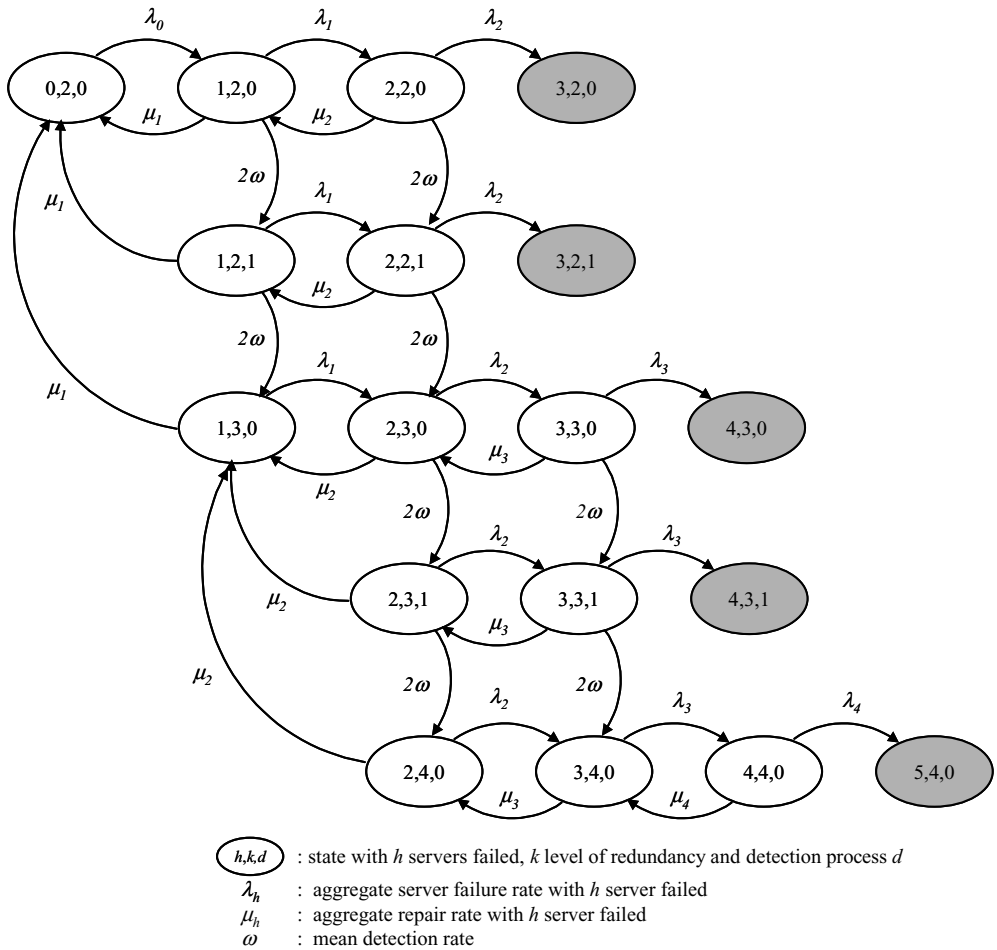 λ0 λ1 λ2
0,2,0 1,2,0 2,2,0 3,2,0
μ1 μ2
2ω 2ω
μ1 λ1 λ2
1,2,1 2,2,1 3,2,1
μ2
2ω 2ω
μ1 λ1 λ2 λ3
1,3,0 2,3,0 3,3,0 4,3,0
μ2 μ3
2ω 2ω
λ2 λ3
2,3,1 3,3,1 4,3,1
μ2 μ3
μ2 2ω 2ω
λ2 λ3 λ4
2,4,0 3,4,0 4,4,0 5,4,0
μ3 μ4
h,k,d : state with h servers failed, k level of redundancy and detection process d
λh : aggregate server failure rate with h server failed
μh : aggregate repair rate with h server failed
ω : mean detection rate